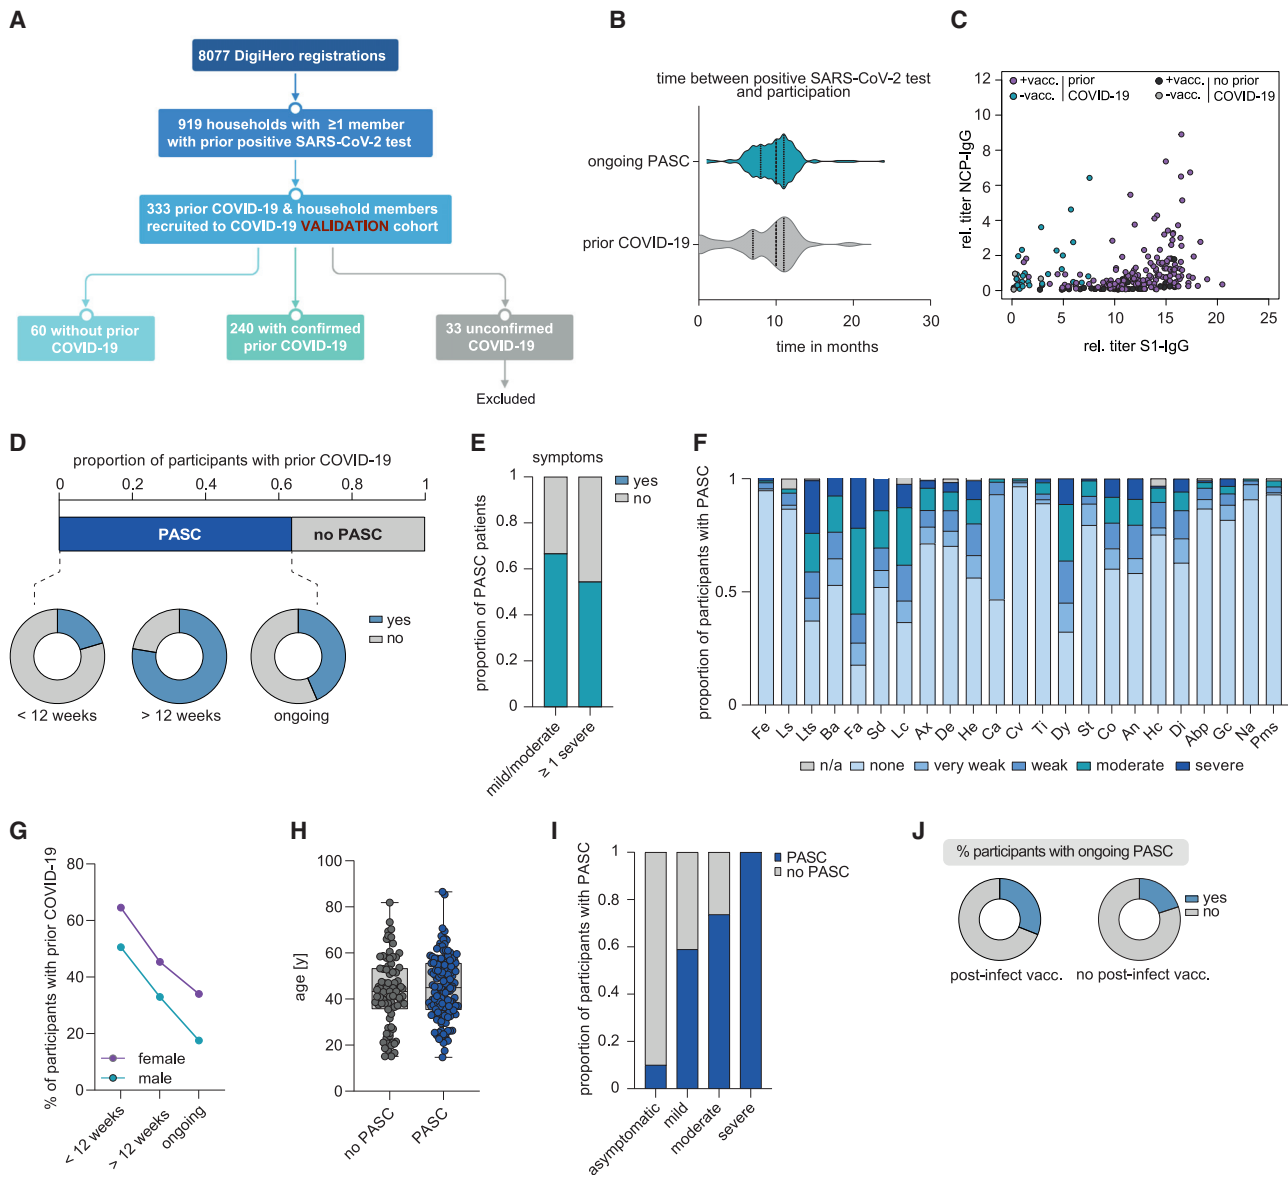 A
8077 DigiHero registrations
919 households with ≥1 member
with prior positive SARS-CoV-2 test
333 prior COVID-19 & household members
recruited to COVID-19 VALIDATION cohort
60 without prior
COVID-19
240 with confirmed
prior COVID-19
33 unconfirmed
COVID-19
Excluded
B
time between positive SARS-CoV-2 test
and participation
ongoing PASC
prior COVID-19
0 10 20 30
time in months
C
+vacc. prior
-vacc. COVID-19
+vacc. no prior
-vacc. COVID-19
rel. titer NCP-IgG
12
10
8
6
4
2
0
0 5 10 15 20 25
rel. titer S1-IgG
D
proportion of participants with prior COVID-19
0 0.2 0.4 0.6 0.8 1
PASC no PASC
yes
no
< 12 weeks > 12 weeks ongoing
E
symptoms
yes
no
proportion of PASC patients
1
0.8
0.6
0.4
0.2
0
mild/moderate
≥ 1 severe
F
proportion of participants with PASC
1
0.5
0
Fe Ls Lts Ba Fa Sd Lc Ax De He Ca Cv Ti Dy St Co An Hc Di Abp Gc Na Pms
n/a none very weak weak moderate severe
G
% of participants with prior COVID-19
80
60
40
20
0
female
male
< 12 weeks
> 12 weeks
ongoing
H
age [y]
100
80
60
40
20
0
no PASC
PASC
I
proportion of participants with PASC
1
0.8
0.6
0.4
0.2
0
PASC
no PASC
asymptomatic
mild
moderate
severe
J
% participants with ongoing PASC
yes
no
post-infect vacc. no post-infect vacc.